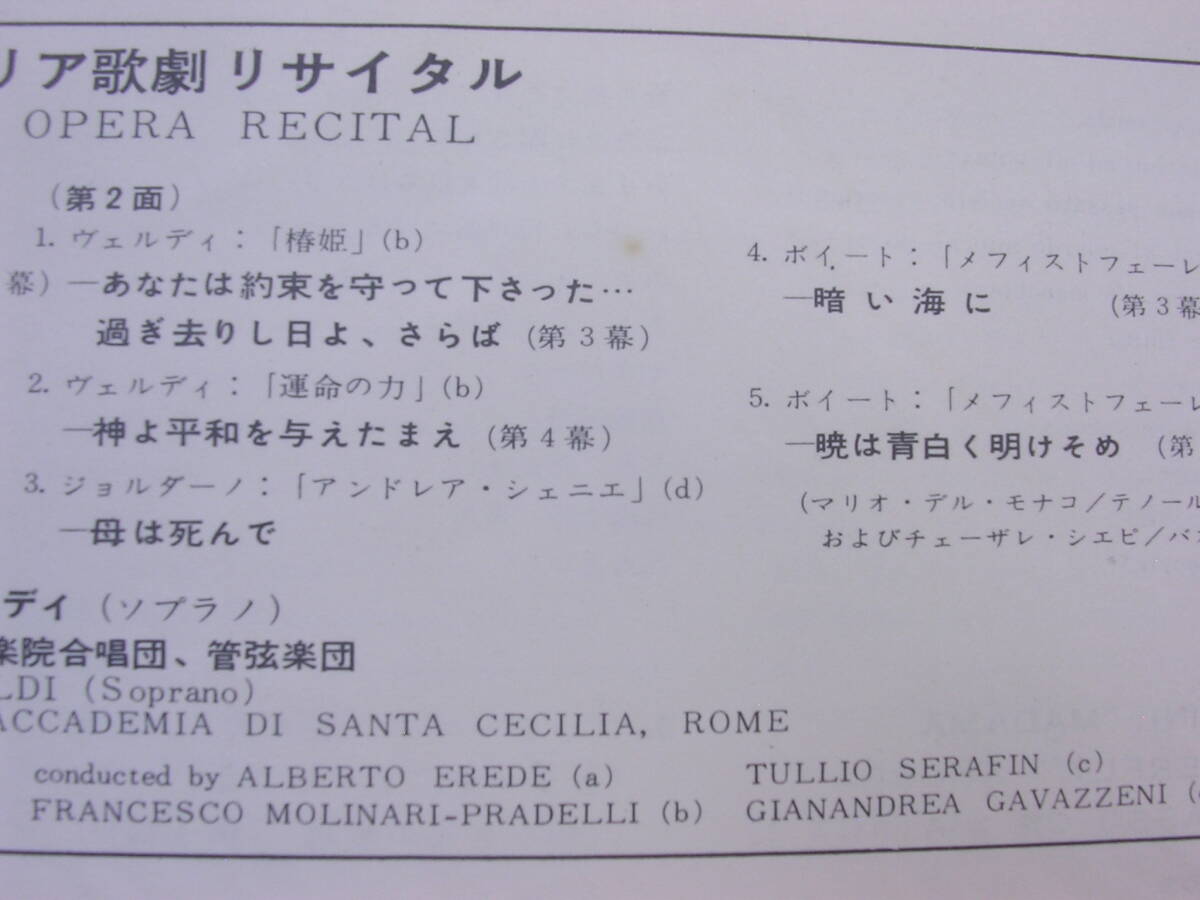 リア歌劇 リサイタル
OPERA RECITAL
(第2面)
1. ヴェルディ：「椿姫」(b)
幕) ―あなたは約束を守って下さった…
過ぎ去りし日よ、さらば (第3幕)
2. ヴェルディ：「運命の力」(b)
―神よ平和を与えたまえ (第4幕)
3. ジョルダーノ：「アンドレア・シェニエ」(d)
―母は死んで
4. ボイート：「メフィストフェーレ
―暗い海に (第3幕
5. ボイート：「メフィストフェーレ
―暁は青白く明けそめ (第
(マリオ・デル・モナコ／テノール
およびチェーザレ・シエピ／バ
ディ (ソプラノ)
楽院合唱団、管弦楽団
LDI (Soprano)
ACCADEMIA DI SANTA CECILIA, ROME
conducted by ALBERTO EREDE (a) TULLIO SERAFIN (c)
FRANCESCO MOLINARI-PRADELLI (b) GIANANDREA GAVAZZENI (